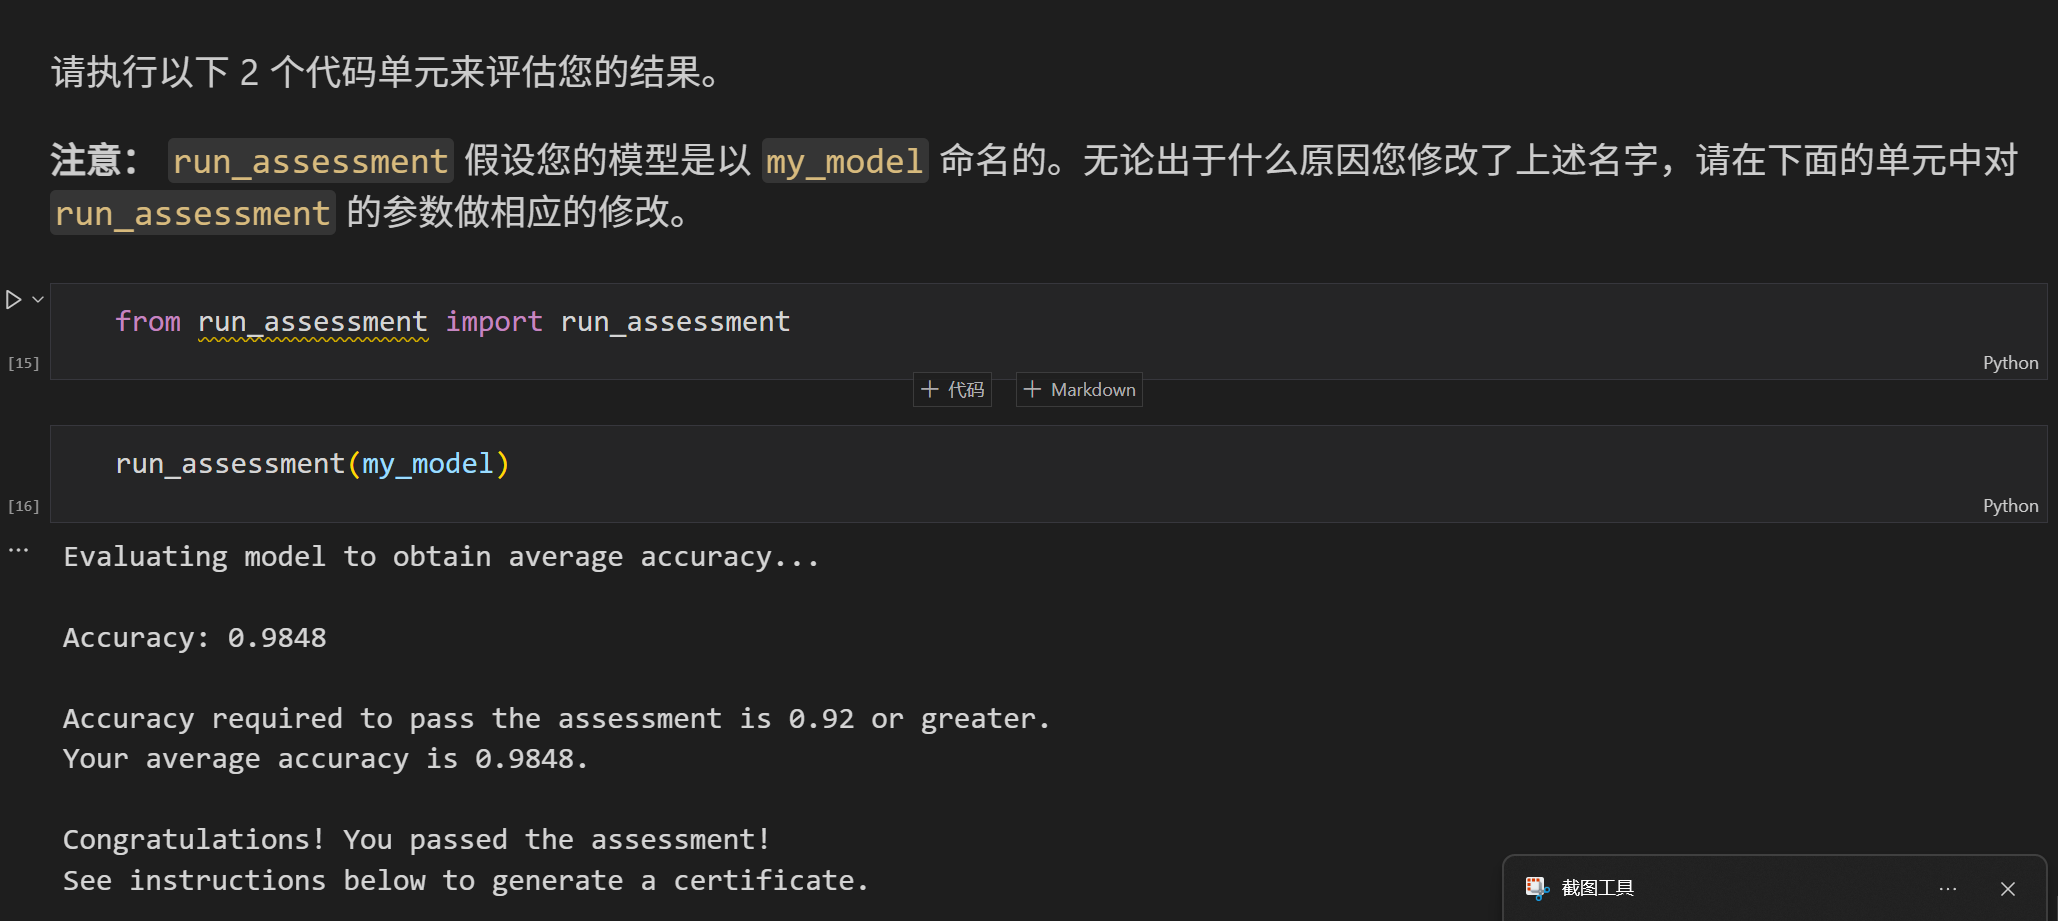 请执行以下 2 个代码单元来评估您的结果。
注意： run_assessment 假设您的模型是以 my_model 命名的。无论出于什么原因您修改了上述名字，请在下面的单元中对
run_assessment 的参数做相应的修改。
from run_assessment import run_assessment
[15]
Python
+ 代码 + Markdown
run_assessment(my_model)
[16]
Python
... Evaluating model to obtain average accuracy...
Accuracy: 0.9848
Accuracy required to pass the assessment is 0.92 or greater.
Your average accuracy is 0.9848.
Congratulations! You passed the assessment!
See instructions below to generate a certificate.
截图工具 ...